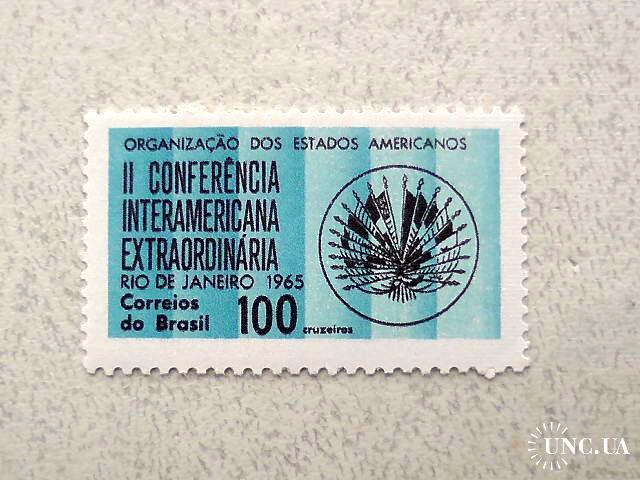 ORGANIZAÇÃO DOS ESTADOS AMERICANOS
II CONFERÊNCIA
INTERAMERICANA
EXTRAORDINÁRIA
RIO DE JANEIRO 1965
Correios
do Brasil 100 cruzeiros
UNC.UA